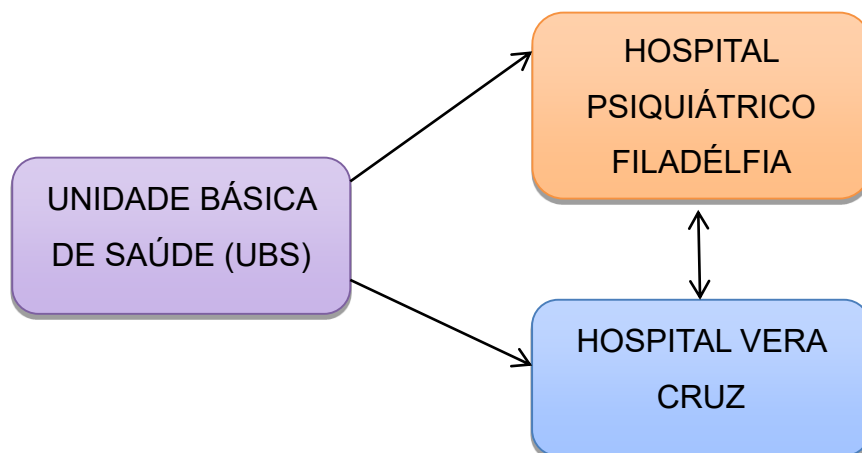 HOSPITAL
PSIQUIÁTRICO
FILADÉLFIA
UNIDADE BÁSICA
DE SAÚDE (UBS)
HOSPITAL VERA
CRUZ